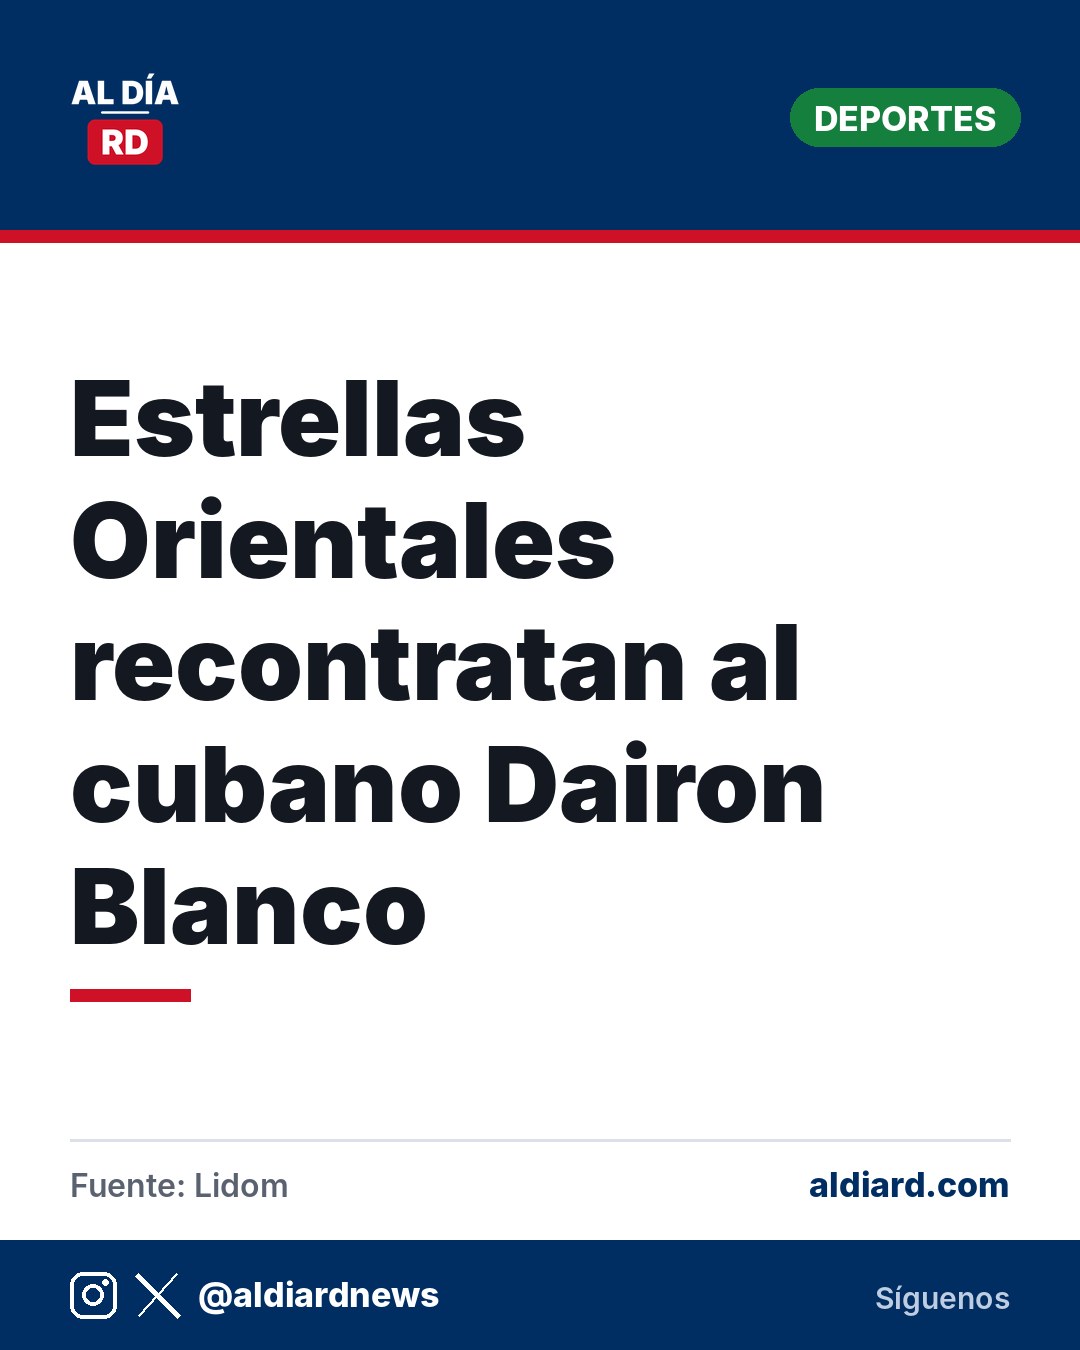 AL DÍA
RD
DEPORTES
Estrellas
Orientales
recontratan al
cubano Dairon
Blanco
Fuente: Lidom
aldiard.com
@aldiardnews
Síguenos